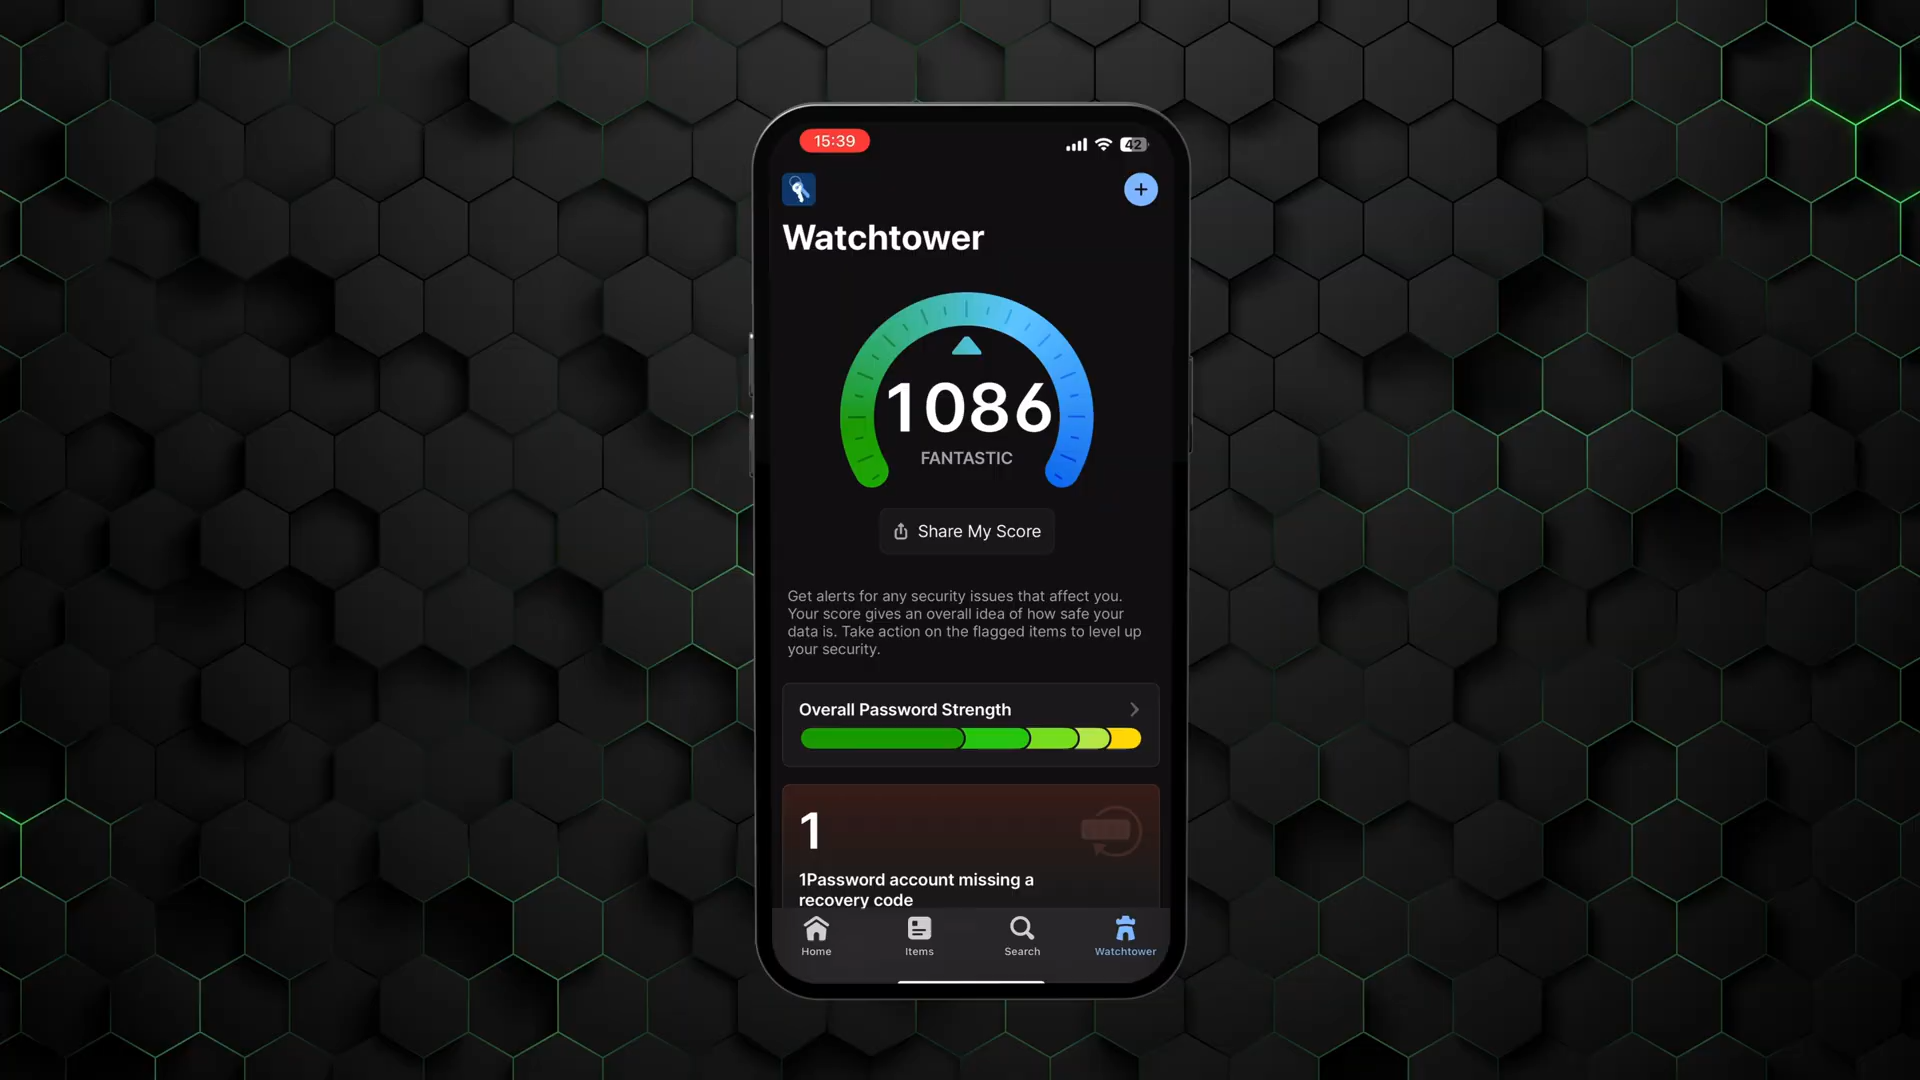 15:39
42
Watchtower
1086
FANTASTIC
Share My Score
Get alerts for any security issues that affect you.
Your score gives an overall idea of how safe your
data is. Take action on the flagged items to level up
your security.
Overall Password Strength
1
1Password account missing a
recovery code
Home
Items
Search
Watchtower